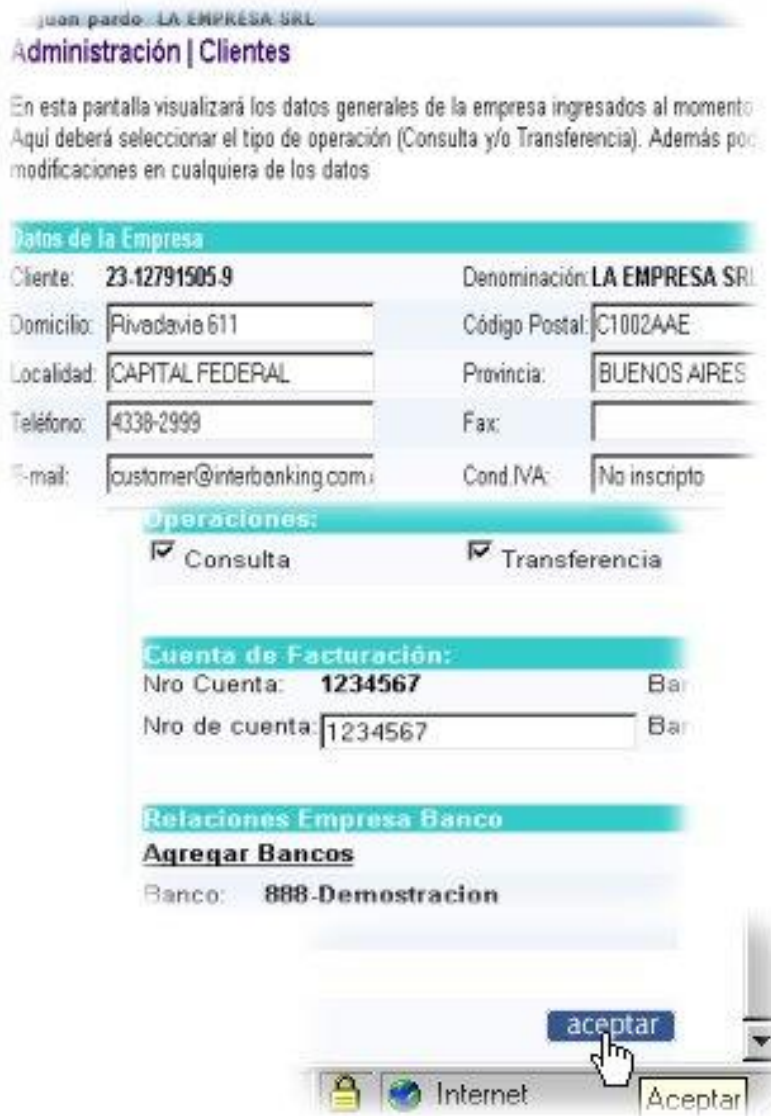 juan pardo LA EMPRESA SRL
Administración | Clientes
En esta pantalla visualizará los datos generales de la empresa ingresados al momento
Aquí deberá seleccionar el tipo de operación (Consulta y/o Transferencia). Además
modificaciones en cualquiera de los datos
Datos de la Empresa
Cliente: 23-12791505-9 Denominación: LA EMPRESA SRL
Domicilio: Rivadavia 611 Código Postal: C1002AAE
Localidad: CAPITAL FEDERAL Provincia: BUENOS AIRES
Teléfono: 4338-2999 Fax:
E-mail: customer@interbanking.com. Cond.IVA: No inscripto
Operaciones:
Consulta Transferencia
Cuenta de Facturación:
Nro Cuenta: 1234567
Nro de cuenta: 1234567
Relaciones Empresa Banco
Agregar Bancos
Banco: 888-Demostracion
aceptar
Internet Aceptar